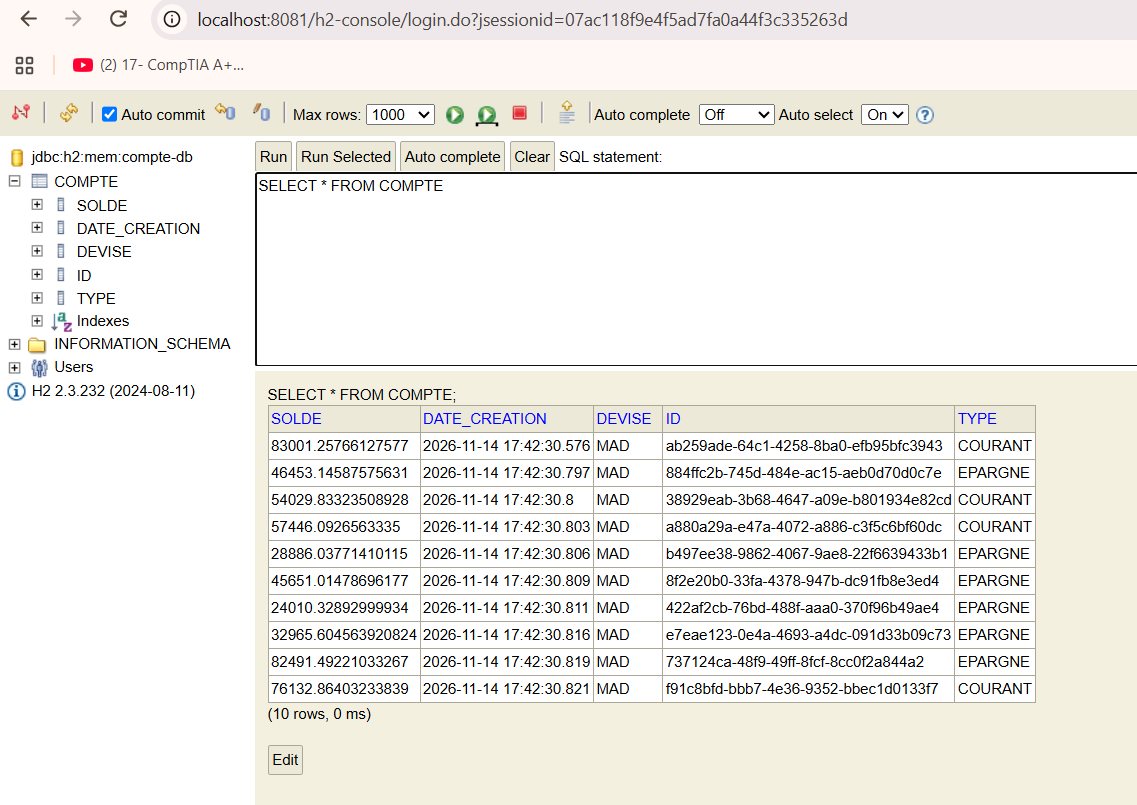 localhost:8081/h2-console/login.do?jsessionid=07ac118f9e4f5ad7fa0a44f3c335263d
(2) 17- CompTIA A+...
Auto commit Max rows: 1000 Auto complete Off Auto select On ?
jdbc:h2:mem:compte-db
COMPTE
SOLDE
DATE_CREATION
DEVISE
ID
TYPE
Indexes
INFORMATION_SCHEMA
Users
H2 2.3.232 (2024-08-11)
Run Run Selected Auto complete Clear SQL statement:
SELECT * FROM COMPTE
SELECT * FROM COMPTE;
SOLDE DATE_CREATION DEVISE ID TYPE
83001.25766127577 2026-11-14 17:42:30.576 MAD ab259ade-64c1-4258-8ba0-efb95bfc3943 COURANT
46453.14587575631 2026-11-14 17:42:30.797 MAD 884ffc2b-745d-484e-ac15-aeb0d70d0c7e EPARGNE
54029.83323508928 2026-11-14 17:42:30.8 MAD 38929eab-3b68-4647-a09e-b801934e82cd COURANT
57446.0926563335 2026-11-14 17:42:30.803 MAD a880a29a-e47a-4072-a886-c3f5c6bf60dc COURANT
28886.03771410115 2026-11-14 17:42:30.806 MAD b497ee38-9862-4067-9ae8-22f6639433b1 EPARGNE
45651.01478696177 2026-11-14 17:42:30.809 MAD 8f2e20b0-33fa-4378-947b-dc91fb8e3ed4 EPARGNE
24010.32892999934 2026-11-14 17:42:30.811 MAD 422af2cb-76bd-488f-aaa0-370f96b49ae4 EPARGNE
32965.604563920824 2026-11-14 17:42:30.816 MAD e7eae123-0e4a-4693-a4dc-091d33b09c73 EPARGNE
82491.49221033267 2026-11-14 17:42:30.819 MAD 737124ca-48f9-49ff-8fcf-8cc0f2a844a2 EPARGNE
76132.86403233839 2026-11-14 17:42:30.821 MAD f91c8bfd-bbb7-4e36-9352-bbec1d0133f7 COURANT
(10 rows, 0 ms)
Edit